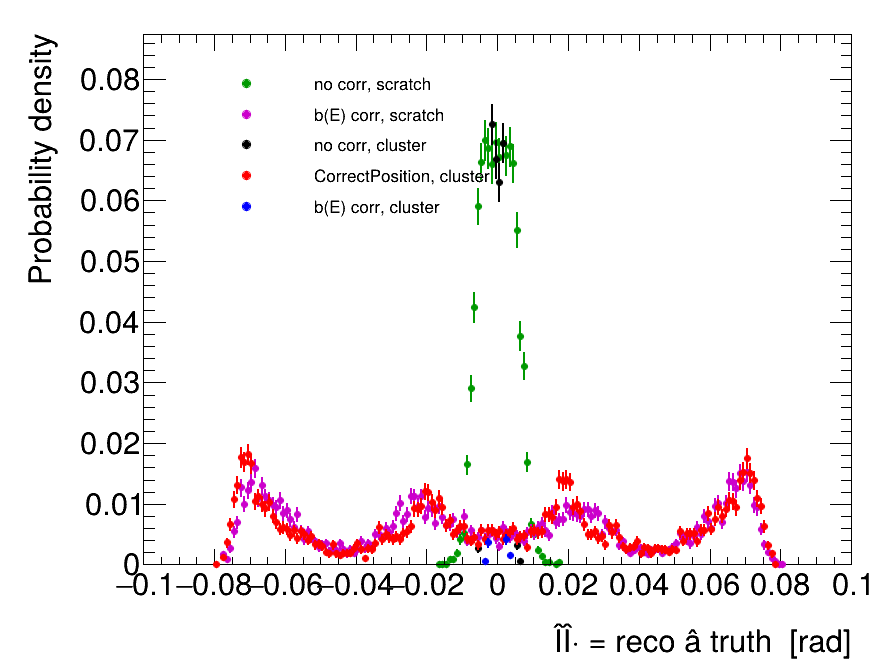 Probability density
0.08
0.07
0.06
0.05
0.04
0.03
0.02
0.01
0
no corr, scratch
b(E) corr, scratch
no corr, cluster
CorrectPosition, cluster
b(E) corr, cluster
−0.1 −0.08 −0.06 −0.04 −0.02 0 0.02 0.04 0.06 0.08 0.1
ÎÎ· = reco â truth [rad]